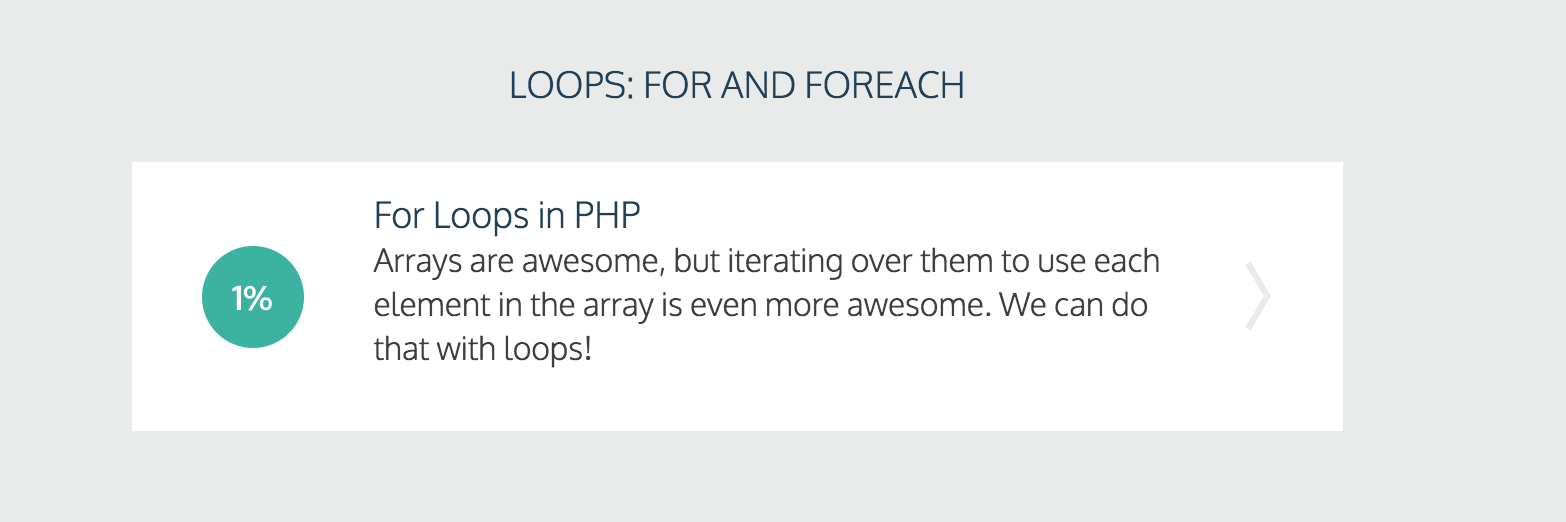 LOOPS: FOR AND FOREACH
For Loops in PHP
Arrays are awesome, but iterating over them to use each
element in the array is even more awesome. We can do
that with loops!
1%